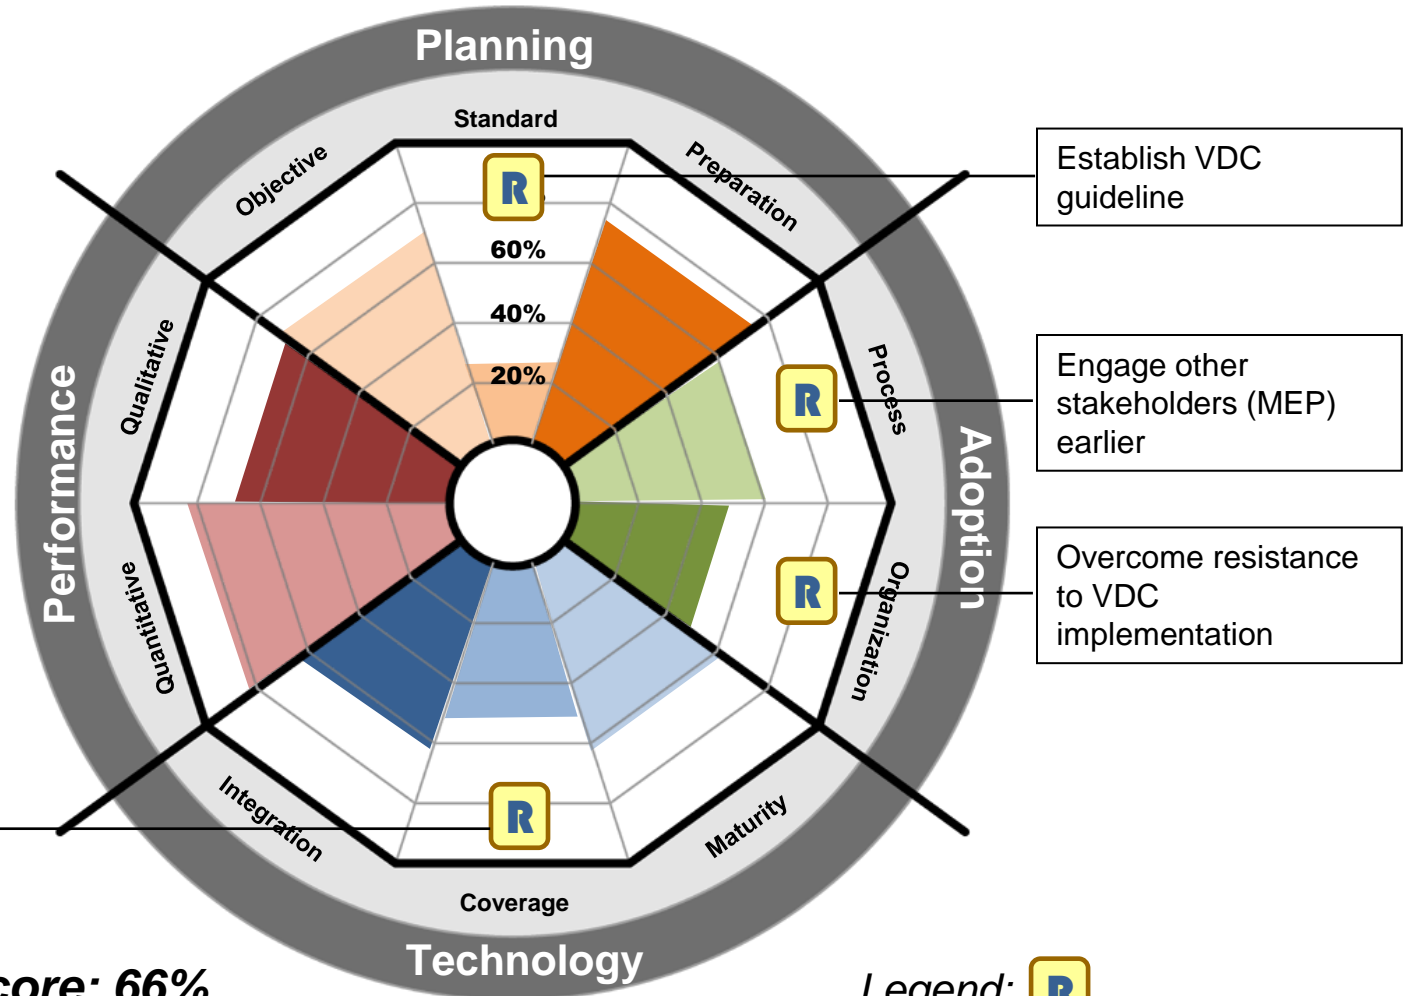 Planning
Standard
Objective
Preparation
R
Establish VDC
guideline
60%
40%
20%
Qualitative
Process
R
Engage other
stakeholders (MEP)
earlier
Performance
Adoption
Quantitative
Organization
R
Overcome resistance
to VDC
implementation
Integration
R
Maturity
Coverage
Technology
core: 66%
Legend: R